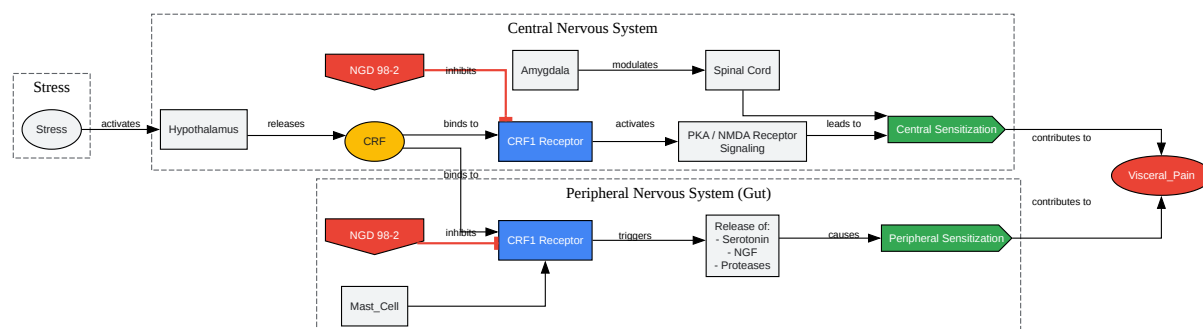 Central Nervous System
Stress
Stress
activates
Hypothalamus
releases
CRF
NGD 98-2
inhibits
binds to
CRF1 Receptor
Amygdala
modulates
Spinal Cord
activates
PKA / NMDA Receptor
Signaling
leads to
Central Sensitization
contributes to
Visceral_Pain
binds to
Peripheral Nervous System (Gut)
NGD 98-2
inhibits
CRF1 Receptor
Mast_Cell
triggers
Release of:
- Serotonin
- NGF
- Proteases
causes
Peripheral Sensitization
contributes to